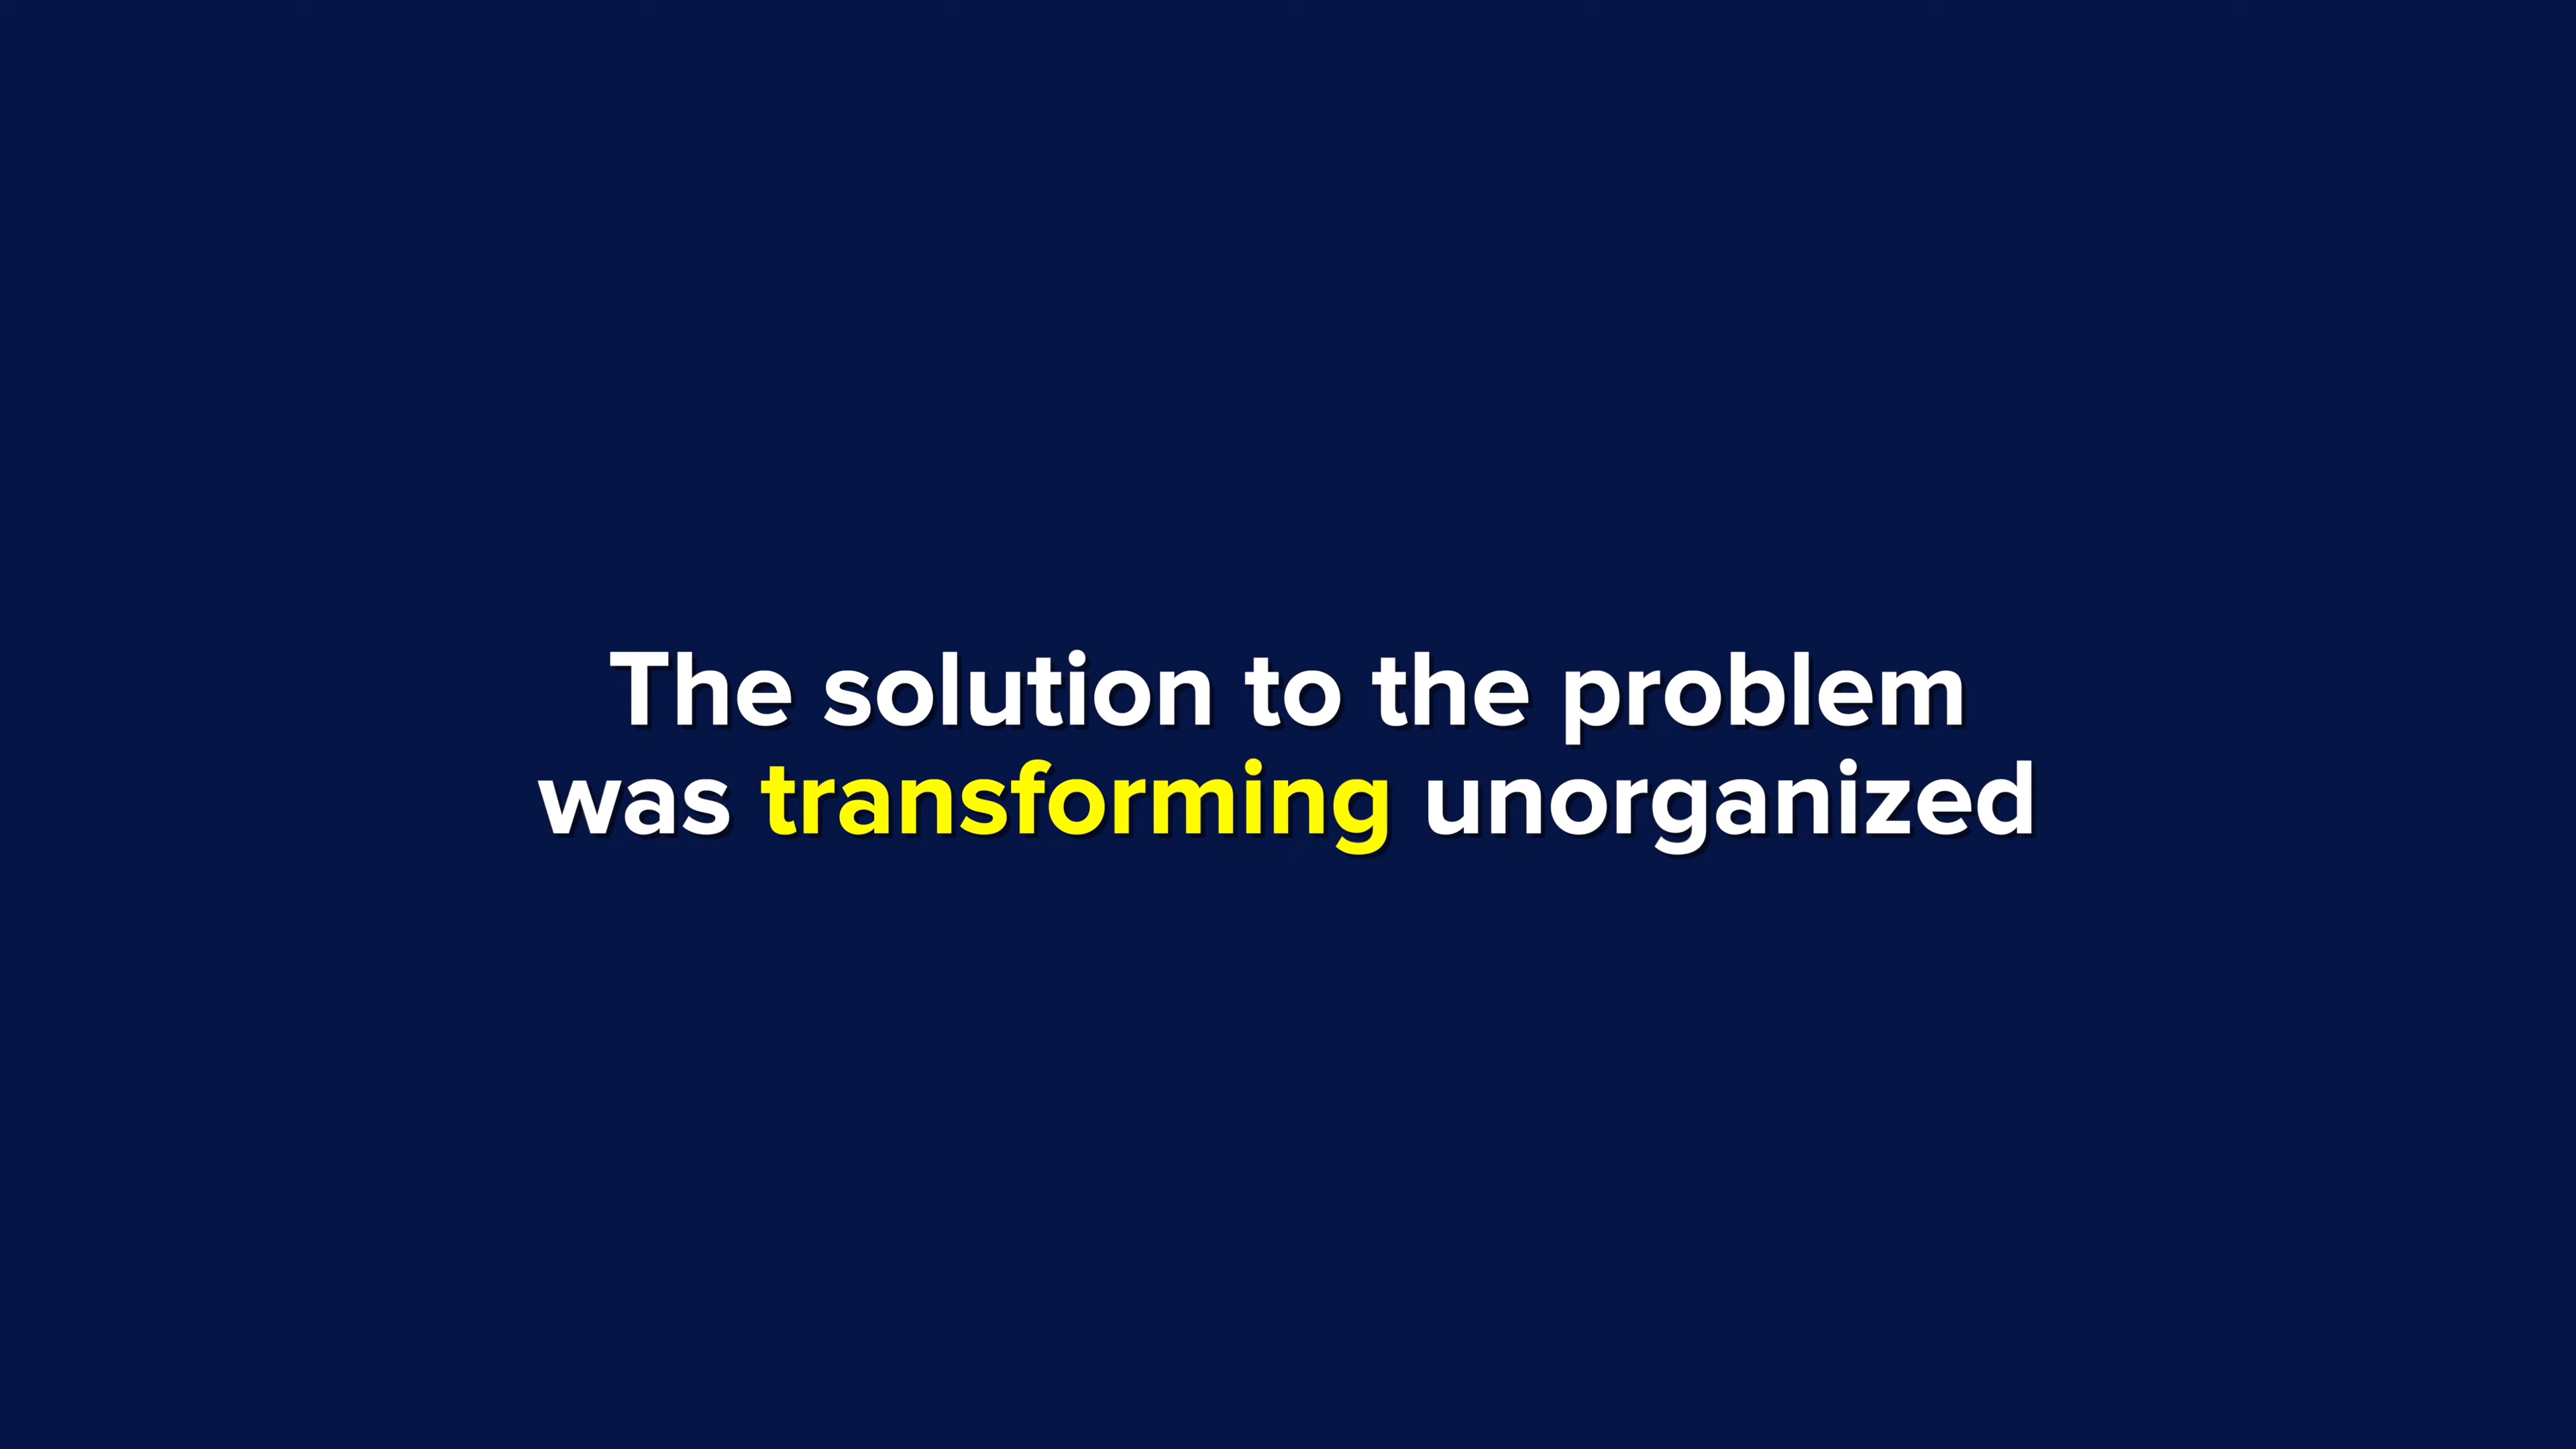 The solution to the problem
was transforming unorganized